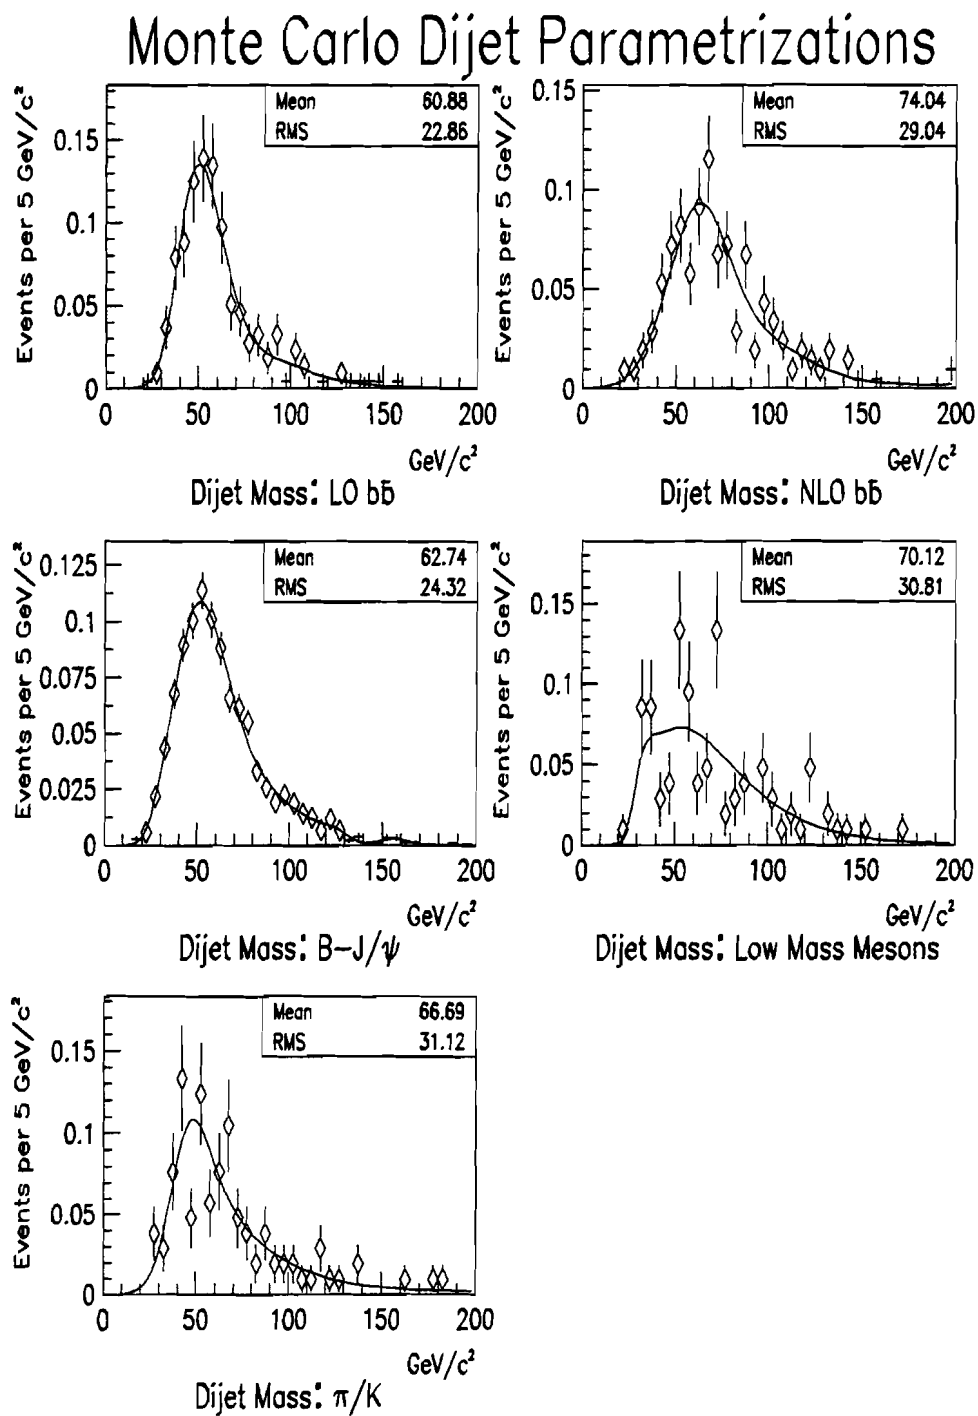 Monte Carlo Dijet Parametrizations
Events per 5 GeV/c²
Mean 60.88
RMS 22.86
0.15
0.1
0.05
0
0 50 100 150 200
GeV/c²
Dijet Mass: LO bb̄
Events per 5 GeV/c²
Mean 74.04
RMS 29.04
0.15
0.1
0.05
0
0 50 100 150 200
GeV/c²
Dijet Mass: NLO bb̄
Events per 5 GeV/c²
Mean 62.74
RMS 24.32
0.125
0.1
0.075
0.05
0.025
0
0 50 100 150 200
GeV/c²
Dijet Mass: B-J/ψ
Events per 5 GeV/c²
Mean 70.12
RMS 30.81
0.15
0.1
0.05
0
0 50 100 150 200
GeV/c²
Dijet Mass: Low Mass Mesons
Events per 5 GeV/c²
Mean 66.69
RMS 31.12
0.15
0.1
0.05
0
0 50 100 150 200
GeV/c²
Dijet Mass: π/K